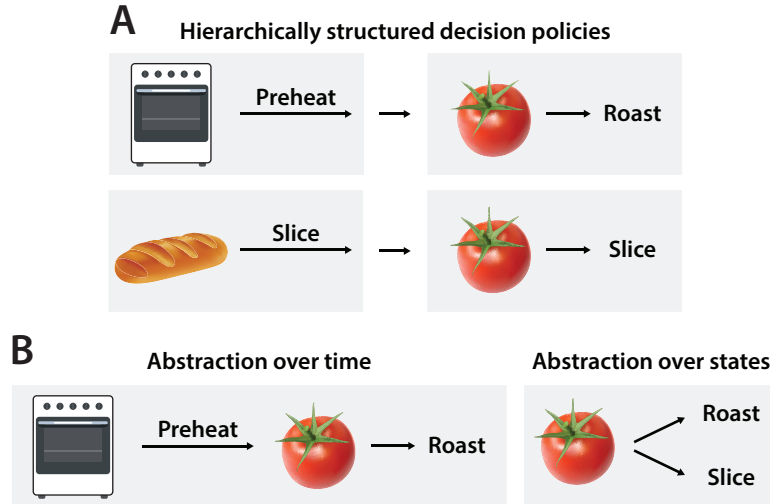 A
Hierarchically structured decision policies
Preheat
Roast
Slice
Slice
B
Abstraction over time
Abstraction over states
Preheat
Roast
Roast
Slice